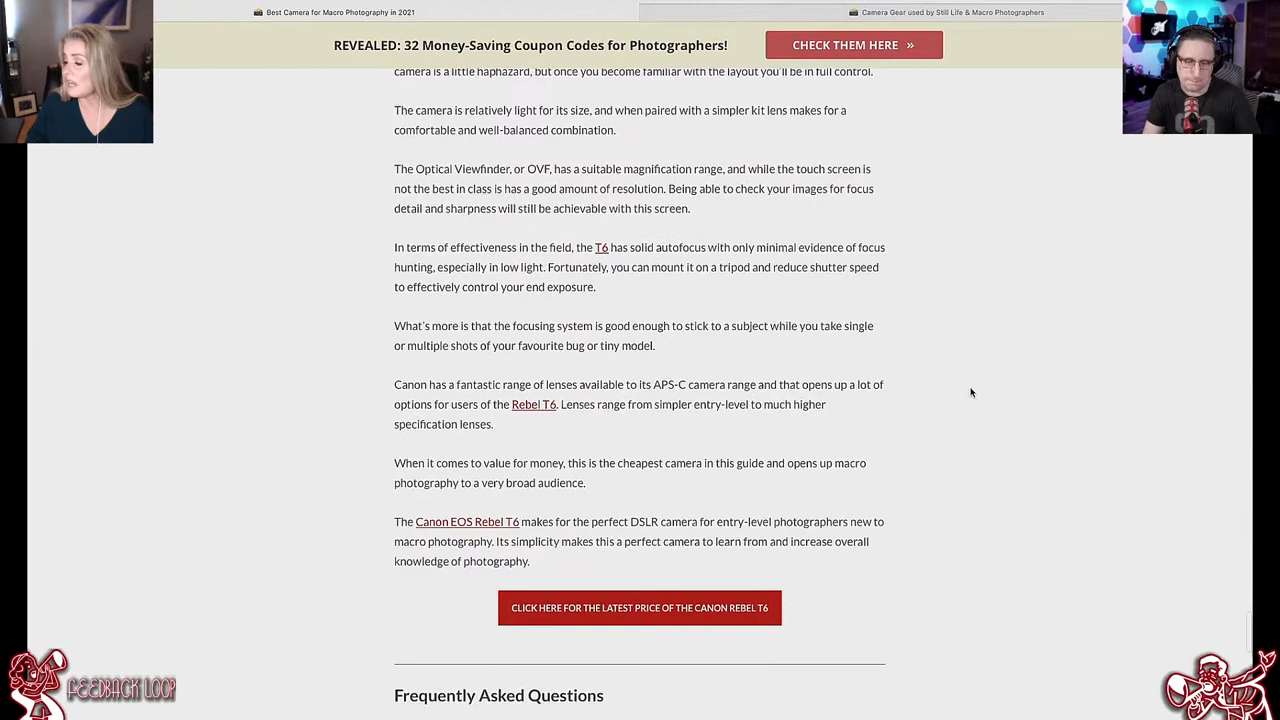 Best Camera for Macro Photography in 2021
Camera Gear used by Still Life & Macro Photographers
REVEALED: 32 Money-Saving Coupon Codes for Photographers!
CHECK THEM HERE »
camera is a little haphazard, but once you become familiar with the layout you'll be in full control.
The camera is relatively light for its size, and when paired with a simpler kit lens makes for a
comfortable and well-balanced combination.
The Optical Viewfinder, or OVF, has a suitable magnification range, and while the touch screen is
not the best in class is has a good amount of resolution. Being able to check your images for focus
detail and sharpness will still be achievable with this screen.
In terms of effectiveness in the field, the T6 has solid autofocus with only minimal evidence of focus
hunting, especially in low light. Fortunately, you can mount it on a tripod and reduce shutter speed
to effectively control your end exposure.
What's more is that the focusing system is good enough to stick to a subject while you take single
or multiple shots of your favourite bug or tiny model.
Canon has a fantastic range of lenses available to its APS-C camera range and that opens up a lot of
options for users of the Rebel T6. Lenses range from simpler entry-level to much higher
specification lenses.
When it comes to value for money, this is the cheapest camera in this guide and opens up macro
photography to a very broad audience.
The Canon EOS Rebel T6 makes for the perfect DSLR camera for entry-level photographers new to
macro photography. Its simplicity makes this a perfect camera to learn from and increase overall
knowledge of photography.
CLICK HERE FOR THE LATEST PRICE OF THE CANON REBEL T6
Frequently Asked Questions
FEEDBACK LOOP